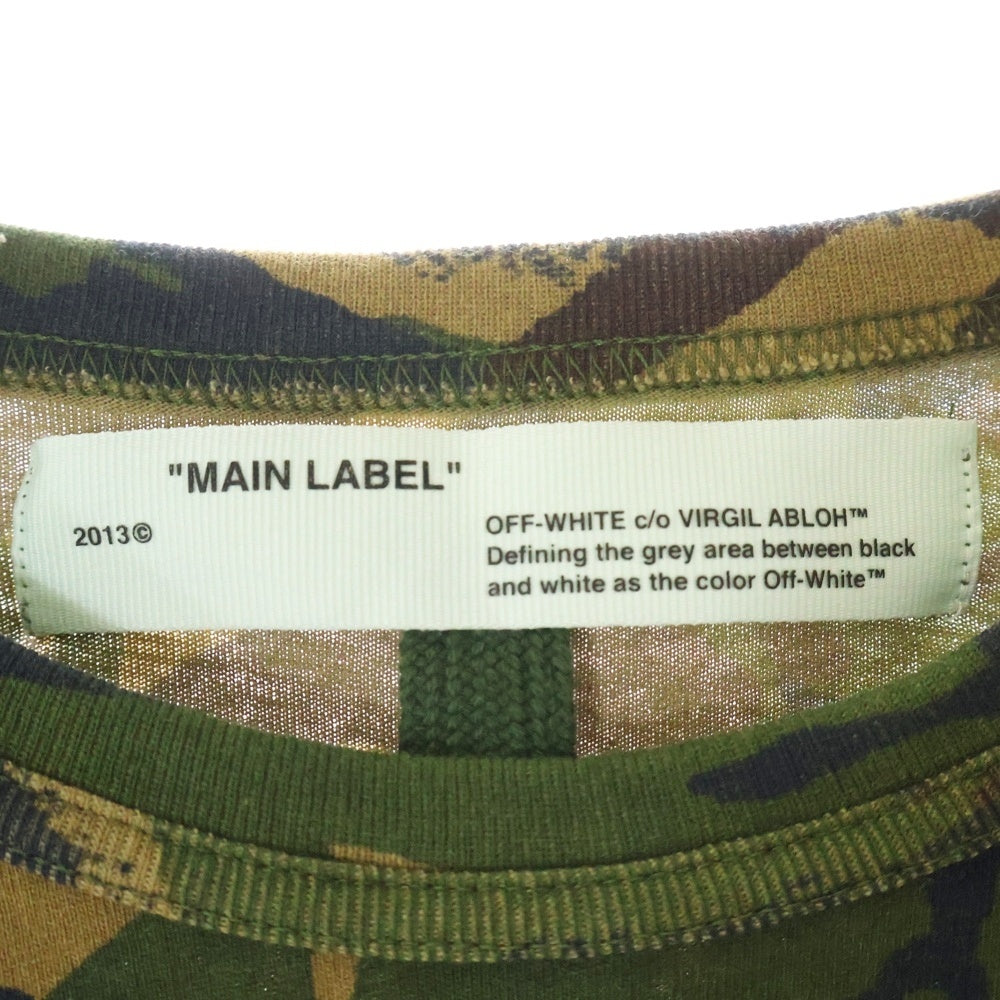 "MAIN LABEL"
2013©
OFF-WHITE c/o VIRGIL ABLOH™
Defining the grey area between black
and white as the color Off-White™